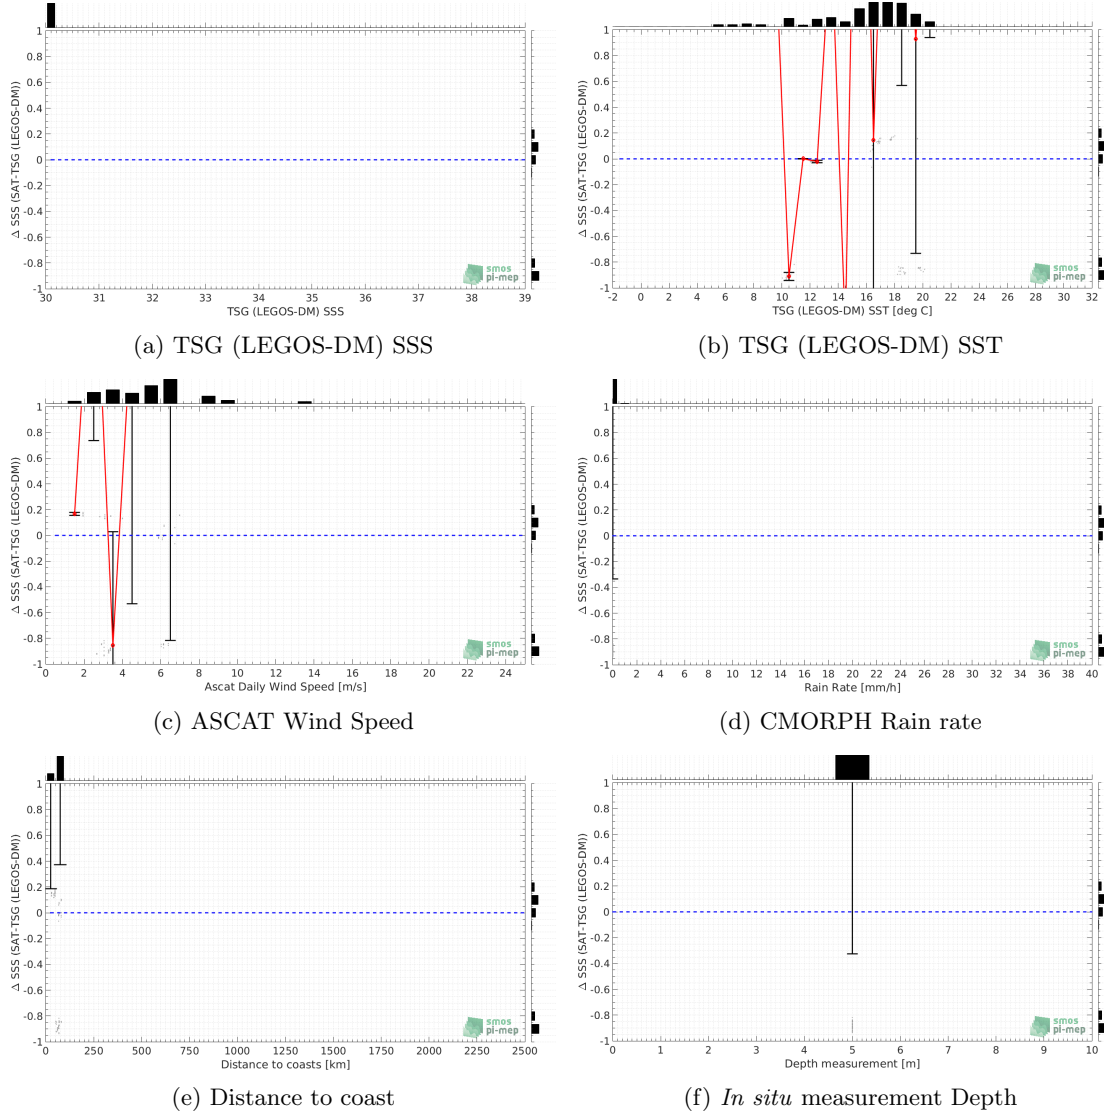 1
0.8
0.6
0.4
0.2
0
-0.2
-0.4
-0.6
-0.8
-1
Δ SSS (SAT-TSG (LEGOS-DM))
30 31 32 33 34 35 36 37 38 39
TSG (LEGOS-DM) SSS
smos
pi-mep
(a) TSG (LEGOS-DM) SSS
1
0.8
0.6
0.4
0.2
0
-0.2
-0.4
-0.6
-0.8
-1
Δ SSS (SAT-TSG (LEGOS-DM))
-2 0 2 4 6 8 10 12 14 16 18 20 22 24 26 28 30 32
TSG (LEGOS-DM) SST [deg C]
smos
pi-mep
(b) TSG (LEGOS-DM) SST
1
0.8
0.6
0.4
0.2
0
-0.2
-0.4
-0.6
-0.8
-1
Δ SSS (SAT-TSG (LEGOS-DM))
0 2 4 6 8 10 12 14 16 18 20 22 24
Ascat Daily Wind Speed [m/s]
smos
pi-mep
(c) ASCAT Wind Speed
1
0.8
0.6
0.4
0.2
0
-0.2
-0.4
-0.6
-0.8
-1
Δ SSS (SAT-TSG (LEGOS-DM))
0 2 4 6 8 10 12 14 16 18 20 22 24 26 28 30 32 34 36 38 40
Rain Rate [mm/h]
smos
pi-mep
(d) CMORPH Rain rate
1
0.8
0.6
0.4
0.2
0
-0.2
-0.4
-0.6
-0.8
-1
Δ SSS (SAT-TSG (LEGOS-DM))
0 250 500 750 1000 1250 1500 1750 2000 2250 2500
Distance to coasts [km]
smos
pi-mep
(e) Distance to coast
1
0.8
0.6
0.4
0.2
0
-0.2
-0.4
-0.6
-0.8
-1
Δ SSS (SAT-TSG (LEGOS-DM))
0 1 2 3 4 5 6 7 8 9 10
Depth measurement [m]
smos
pi-mep
(f) In situ measurement Depth